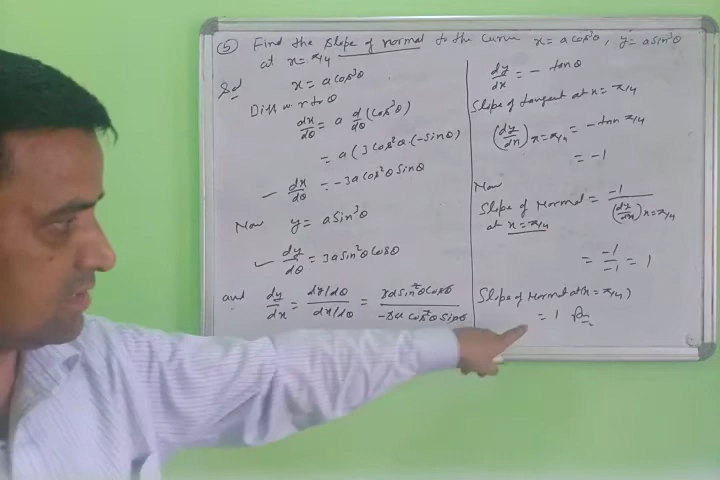 ⑤ Find the slope of normal to the curve x = a cos³θ, y = a sin³θ
at x = π/4
Sol
x = a cos³θ
Diff w.r to θ
dx/dθ = a d/dθ (cos³θ)
= a (3 cos²θ · (-sinθ)
dx/dθ = -3a cos²θ sinθ
Now y = a sin³θ
dy/dθ = 3a sin²θ cosθ
and dy/dx = dy/dθ / dx/dθ = 3a sin²θ cosθ / -3a cos²θ sinθ
dy/dx = - tanθ
Slope of tangent at x = π/4
(dy/dx) x = π/4 = - tan π/4
= -1
Now
Slope of Normal = -1 / (dy/dx) x = π/4
at x = π/4
= -1/-1 = 1
Slope of Normal at (x = π/4)
= 1